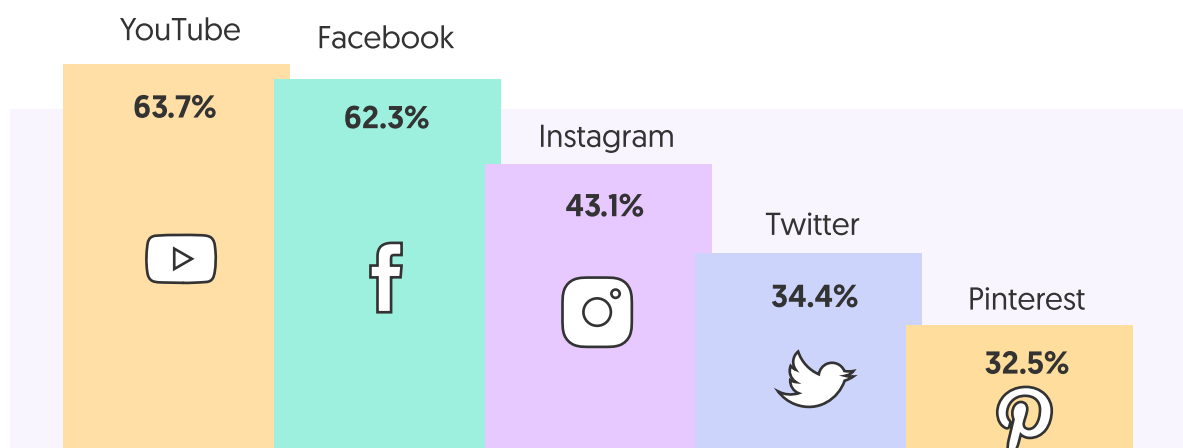 YouTube
63.7%
Facebook
62.3%
Instagram
43.1%
Twitter
34.4%
Pinterest
32.5%